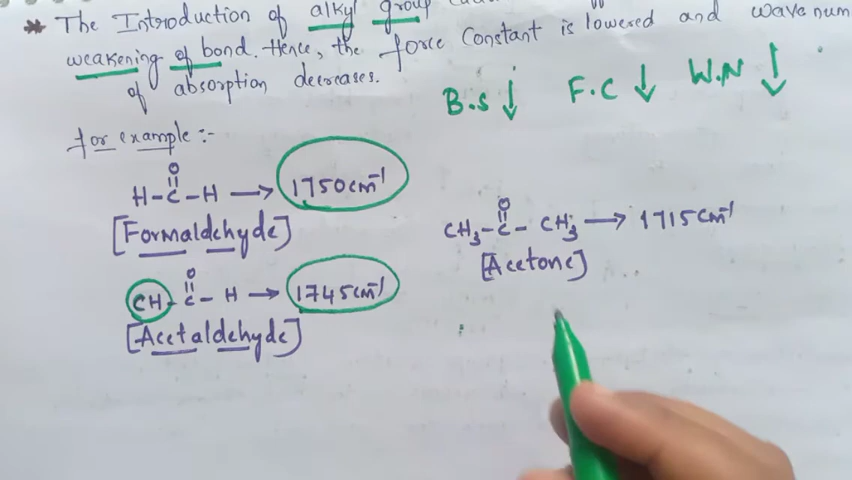 * The Introduction of alkyl group
weakening of bond. Hence, the force Constant is lowered and wave num
of absorption decreases.
B.S ↓ F.C ↓ W.N ↓
for example :-
O
H-C-H → 1750cm⁻¹
[Formaldehyde]
O
CH-C-H → 1745cm⁻¹
[Acetaldehyde]
O
CH₃-C-CH₃ → 1715cm⁻¹
[Acetone]